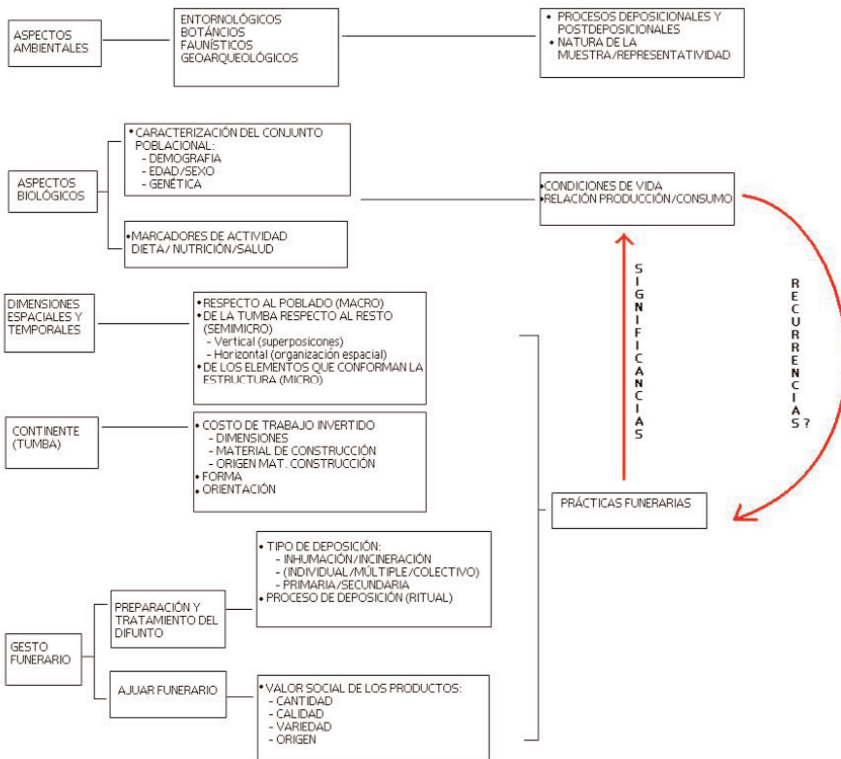 ASPECTOS
AMBIENTALES
ENTORNOLÓGICOS
BOTÁNCIOS
FAUNÍSTICOS
GEOARQUEOLÓGICOS
• PROCESOS DEPOSICIONALES Y
POSTDEPOSICIONALES
• NATURA DE LA
MUESTRA/REPRESENTATIVIDAD
ASPECTOS
BIOLÓGICOS
• CARACTERIZACIÓN DEL CONJUNTO
POBLACIONAL:
- DEMOGRAFIA
- EDAD/SEXO
- GENÉTICA
• MARCADORES DE ACTIVIDAD
DIETA/ NUTRICIÓN/SALUD
• CONDICIONES DE VIDA
• RELACIÓN PRODUCCIÓN/CONSUMO
SIGNIFICANCIAS
RECURRENCIAS?
DIMENSIONES
ESPACIALES Y
TEMPORALES
• RESPECTO AL POBLADO (MACRO)
• DE LA TUMBA RESPECTO AL RESTO
(SEMIMICRO)
- Vertical (superposicones)
- Horizontal (organización espacial)
• DE LOS ELEMENTOS QUE CONFORMAN LA
ESTRUCTURA (MICRO)
CONTINENTE
(TUMBA)
• COSTO DE TRABAJO INVERTIDO
- DIMENSIONES
- MATERIAL DE CONSTRUCCIÓN
- ORIGEN MAT. CONSTRUCCIÓN
• FORMA
• ORIENTACIÓN
PRÁCTICAS FUNERARIAS
GESTO
FUNERARIO
PREPARACIÓN Y
TRATAMIENTO DEL
DIFUNTO
• TIPO DE DEPOSICIÓN:
- INHUMACIÓN/INCINERACIÓN
- (INDIVIDUAL/MÚLTIPLE/COLECTIVO)
- PRIMARIA/SECUNDARIA
• PROCESO DE DEPOSICIÓN (RITUAL)
AJUAR FUNERARIO
• VALOR SOCIAL DE LOS PRODUCTOS:
- CANTIDAD
- CALIDAD
- VARIEDAD
- ORIGEN